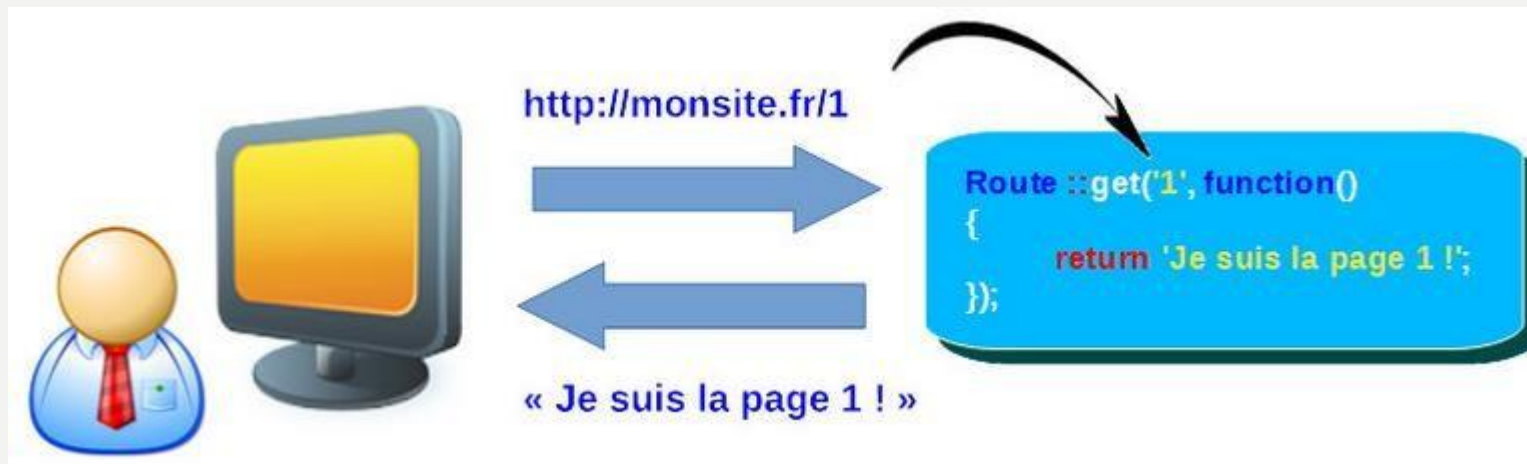 http://monsite.fr/1
Route ::get('1', function()
{
return 'Je suis la page 1 !';
});
« Je suis la page 1 ! »